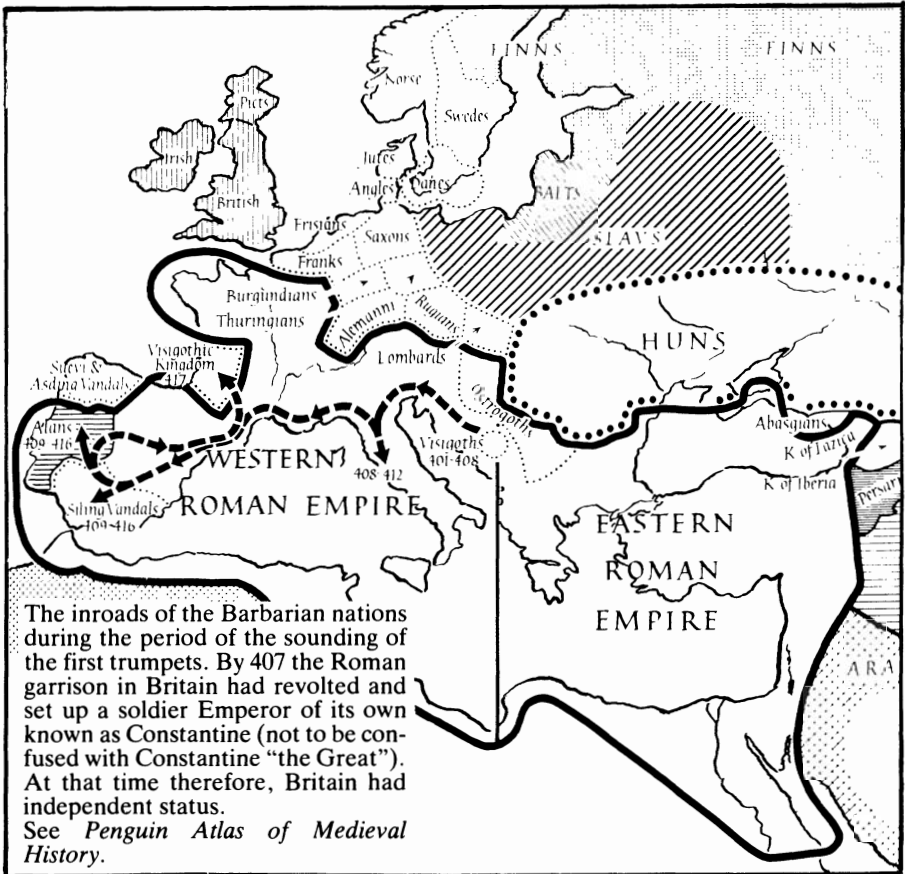 FINNS
FINNS
Norse
Picts
Swedes
Irish
Jutes
Angles
Danes
BALTS
British
Frisians
Saxons
SLAVS
Franks
Burgundians
Thuringians
Alemanni
Rugians
HUNS
Visigothic
Kingdom
417
Lombards
Suevi &
Asding Vandals
Ostrogoths
Alans
409-416
Visigoths
401-408
Abasgians
K of Lazica
K of Iberia
WESTERN
408-412
ROMAN EMPIRE
Siling Vandals
409-416
EASTERN
ROMAN
EMPIRE
ARA
The inroads of the Barbarian nations
during the period of the sounding of
the first trumpets. By 407 the Roman
garrison in Britain had revolted and
set up a soldier Emperor of its own
known as Constantine (not to be con-
fused with Constantine “the Great”).
At that time therefore, Britain had
independent status.
See Penguin Atlas of Medieval
History.